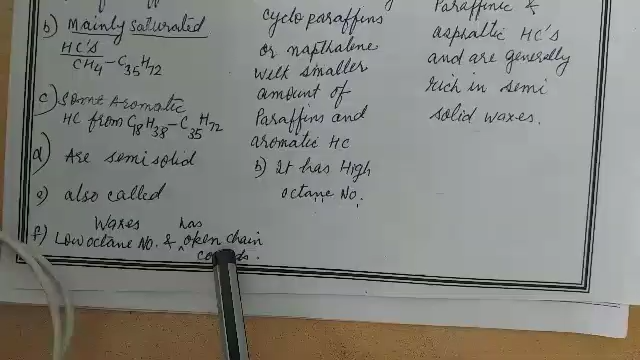 b) Mainly saturated
HC's
CH4 - C35H72
c) Some Aromatic
HC from C18H38 - C35H72
d) Are semi solid
e) also called
Waxes
f) Low octane No. & has open chain
cyclo paraffins
or napthalene
with smaller
amount of
Paraffins and
aromatic HC
b) It has High
octane No.
Paraffinic &
asphaltic HC's
and are generally
rich in semi
solid waxes.